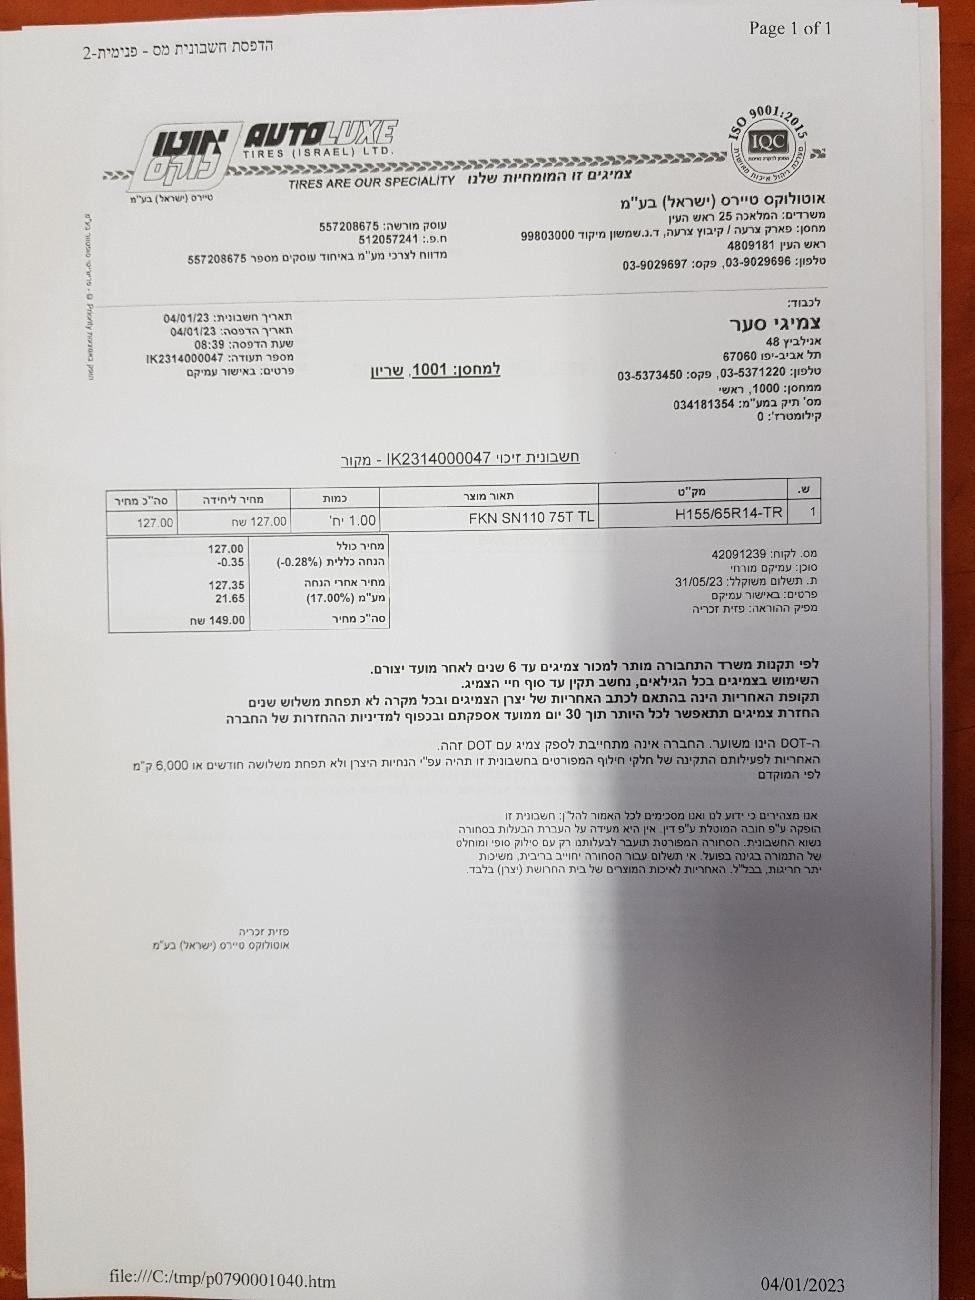 Page 1 of 1
הדפסת חשבונית מס - פנימית-2
אוטו
לוקס
AUTOLUXE
TIRES (ISRAEL) LTD.
ISO 9001:2015
IQC
צמיגים זו המומחיות שלנו TIRES ARE OUR SPECIALITY
טיירס (ישראל) בע"מ
אוטולוקס טיירס (ישראל) בע"מ
משרדים: המלאכה 25 ראש העין
מחסן: פארק צרעה / קיבוץ צרעה, ד.נ.שמשון מיקוד 99803000
ראש העין 4809181
טלפון: 03-9029696, פקס: 03-9029697
עוסק מורשה: 557208675
ח.פ.: 512057241
מדווח לצרכי מע"מ באיחוד עוסקים מספר 557208675
לכבוד:
צמיגי סער
אנילביץ 48
תל אביב-יפו 67060
טלפון: 03-5371220, פקס: 03-5373450
ממחסן: 1000, ראשי
מס' תיק במע"מ: 034181354
קילומטרז': 0
למחסן: 1001, שריון
תאריך חשבונית: 04/01/23
תאריך הדפסה: 04/01/23
שעת הדפסה: 08:39
מספר תעודה: IK2314000047
פרטים: באישור עמיקם
חשבונית זיכוי IK2314000047 - מקור
ש. מק"ט תאור מוצר כמות מחיר ליחידה סה"כ מחיר
1 H155/65R14-TR FKN SN110 75T TL 1.00 יח' 127.00 שח 127.00
מחיר כולל 127.00
הנחה כללית (-0.28%) -0.35
מחיר אחרי הנחה 127.35
מע"מ (17.00%) 21.65
סה"כ מחיר 149.00 שח
מס. לקוח: 42091239
סוכן: עמיקם מזרחי
ת. תשלום משוקלל: 31/05/23
פרטים: באישור עמיקם
מפיק ההוראה: פזית זכריה
לפי תקנות משרד התחבורה מותר למכור צמיגים עד 6 שנים לאחר מועד יצורם.
השימוש בצמיגים בכל הגילאים, נחשב תקין עד סוף חיי הצמיג.
תקופת האחריות הינה בהתאם לכתב האחריות של יצרן הצמיגים ובכל מקרה לא תפחת משלוש שנים
החזרת צמיגים תתאפשר לכל היותר תוך 30 יום ממועד אספקתם ובכפוף למדיניות ההחזרות של החברה
ה-DOT הינו משוער. החברה אינה מתחייבת לספק צמיג עם DOT זהה.
האחריות לפעילותם התקינה של חלקי חילוף המפורטים בחשבונית זו תהיה עפ"י הנחיות היצרן ולא תפחת משלושה חודשים או 6,000 ק"מ
לפי המוקדם
אנו מצהירים כי ידוע לנו ואנו מסכימים לכל האמור להל"ן: חשבונית זו
הופקה ע"פ חובה המוטלת ע"פ דין. אין היא מעידה על העברת הבעלות בסחורה
נשוא החשבונית. הסחורה המפורטת תועבר לבעלותנו רק עם סילוק סופי ומוחלט
של התמורה בגינה בפועל. אי תשלום עבור הסחורה יחוייב בריבית, משיכות
יתר חריגות, בבל"ל. האחריות לאיכות המוצרים של בית החרושת (יצרן) בלבד.
פזית זכריה
אוטולוקס טיירס (ישראל) בע"מ
file:///C:/tmp/p0790001040.htm
04/01/2023